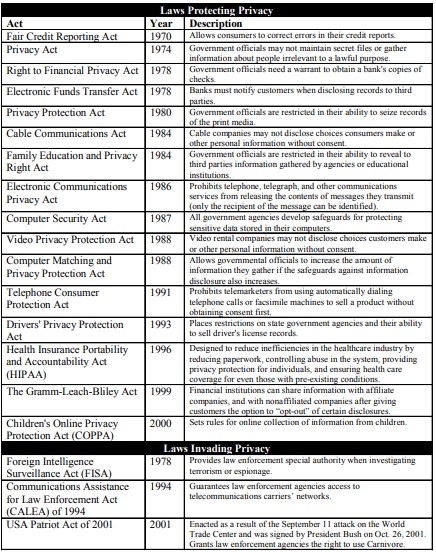 Laws Protecting Privacy
Act Year Description
Fair Credit Reporting Act 1970 Allows consumers to correct errors in their credit reports.
Privacy Act 1974 Government officials may not maintain secret files or gather
information about people irrelevant to a lawful purpose.
Right to Financial Privacy Act 1978 Government officials need a warrant to obtain a bank's copies of
checks.
Electronic Funds Transfer Act 1978 Banks must notify customers when disclosing records to third
parties.
Privacy Protection Act 1980 Government officials are restricted in their ability to seize records
of the print media.
Cable Communications Act 1984 Cable companies may not disclose choices consumers make or
other personal information without consent.
Family Education and Privacy 1984 Government officials are restricted in their ability to reveal to
Right Act third parties information gathered by agencies or educational
institutions.
Electronic Communications 1986 Prohibits telephone, telegraph, and other communications
Privacy Act services from releasing the contents of messages they transmit
(only the recipient of the message can be identified).
Computer Security Act 1987 All government agencies develop safeguards for protecting
sensitive data stored in their computers.
Video Privacy Protection Act 1988 Video rental companies may not disclose choices customers make
or other personal information without consent.
Computer Matching and 1988 Allows governmental officials to increase the amount of
Privacy Protection Act information they gather if the safeguards against information
disclosure also increases.
Telephone Consumer 1991 Prohibits telemarketers from using automatically dialing
Protection Act telephone calls or facsimile machines to sell a product without
obtaining consent first.
Drivers' Privacy Protection 1993 Places restrictions on state government agencies and their ability
Act to sell driver's license records.
Health Insurance Portability 1996 Designed to reduce inefficiencies in the healthcare industry by
and Accountability Act reducing paperwork, controlling abuse in the system, providing
(HIPAA) privacy protection for individuals, and ensuring health care
coverage for even those with pre-existing conditions.
The Gramm-Leach-Bliley Act 1999 Financial institutions can share information with affiliate
companies, and with nonaffiliated companies after giving
customers the option to “opt-out” of certain disclosures.
Children's Online Privacy 2000 Sets rules for online collection of information from children.
Protection Act (COPPA)
Laws Invading Privacy
Foreign Intelligence 1978 Provides law enforcement special authority when investigating
Surveillance Act (FISA) terrorism or espionage.
Communications Assistance 1994 Guarantees law enforcement agencies access to
for Law Enforcement Act telecommunications carriers’ networks.
(CALEA) of 1994
USA Patriot Act of 2001 2001 Enacted as a result of the September 11 attack on the World
Trade Center and was signed by President Bush on Oct. 26, 2001.
Grants law enforcement agencies the right to use Carnivore.